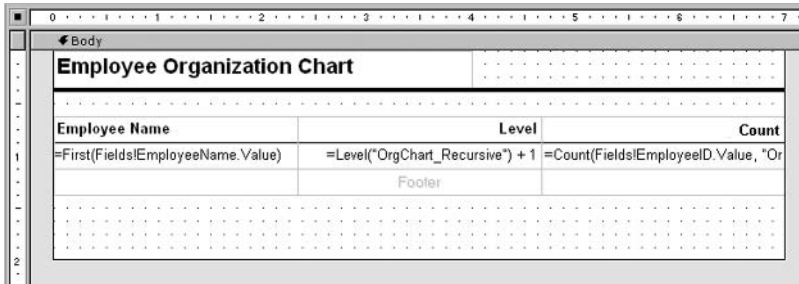 0 1 2 3 4 5 6 7
Body
Employee Organization Chart
Employee Name Level Count
1 =First(Fields!EmployeeName.Value) =Level("OrgChart_Recursive") + 1 =Count(Fields!EmployeeID.Value, "Or
Footer
2